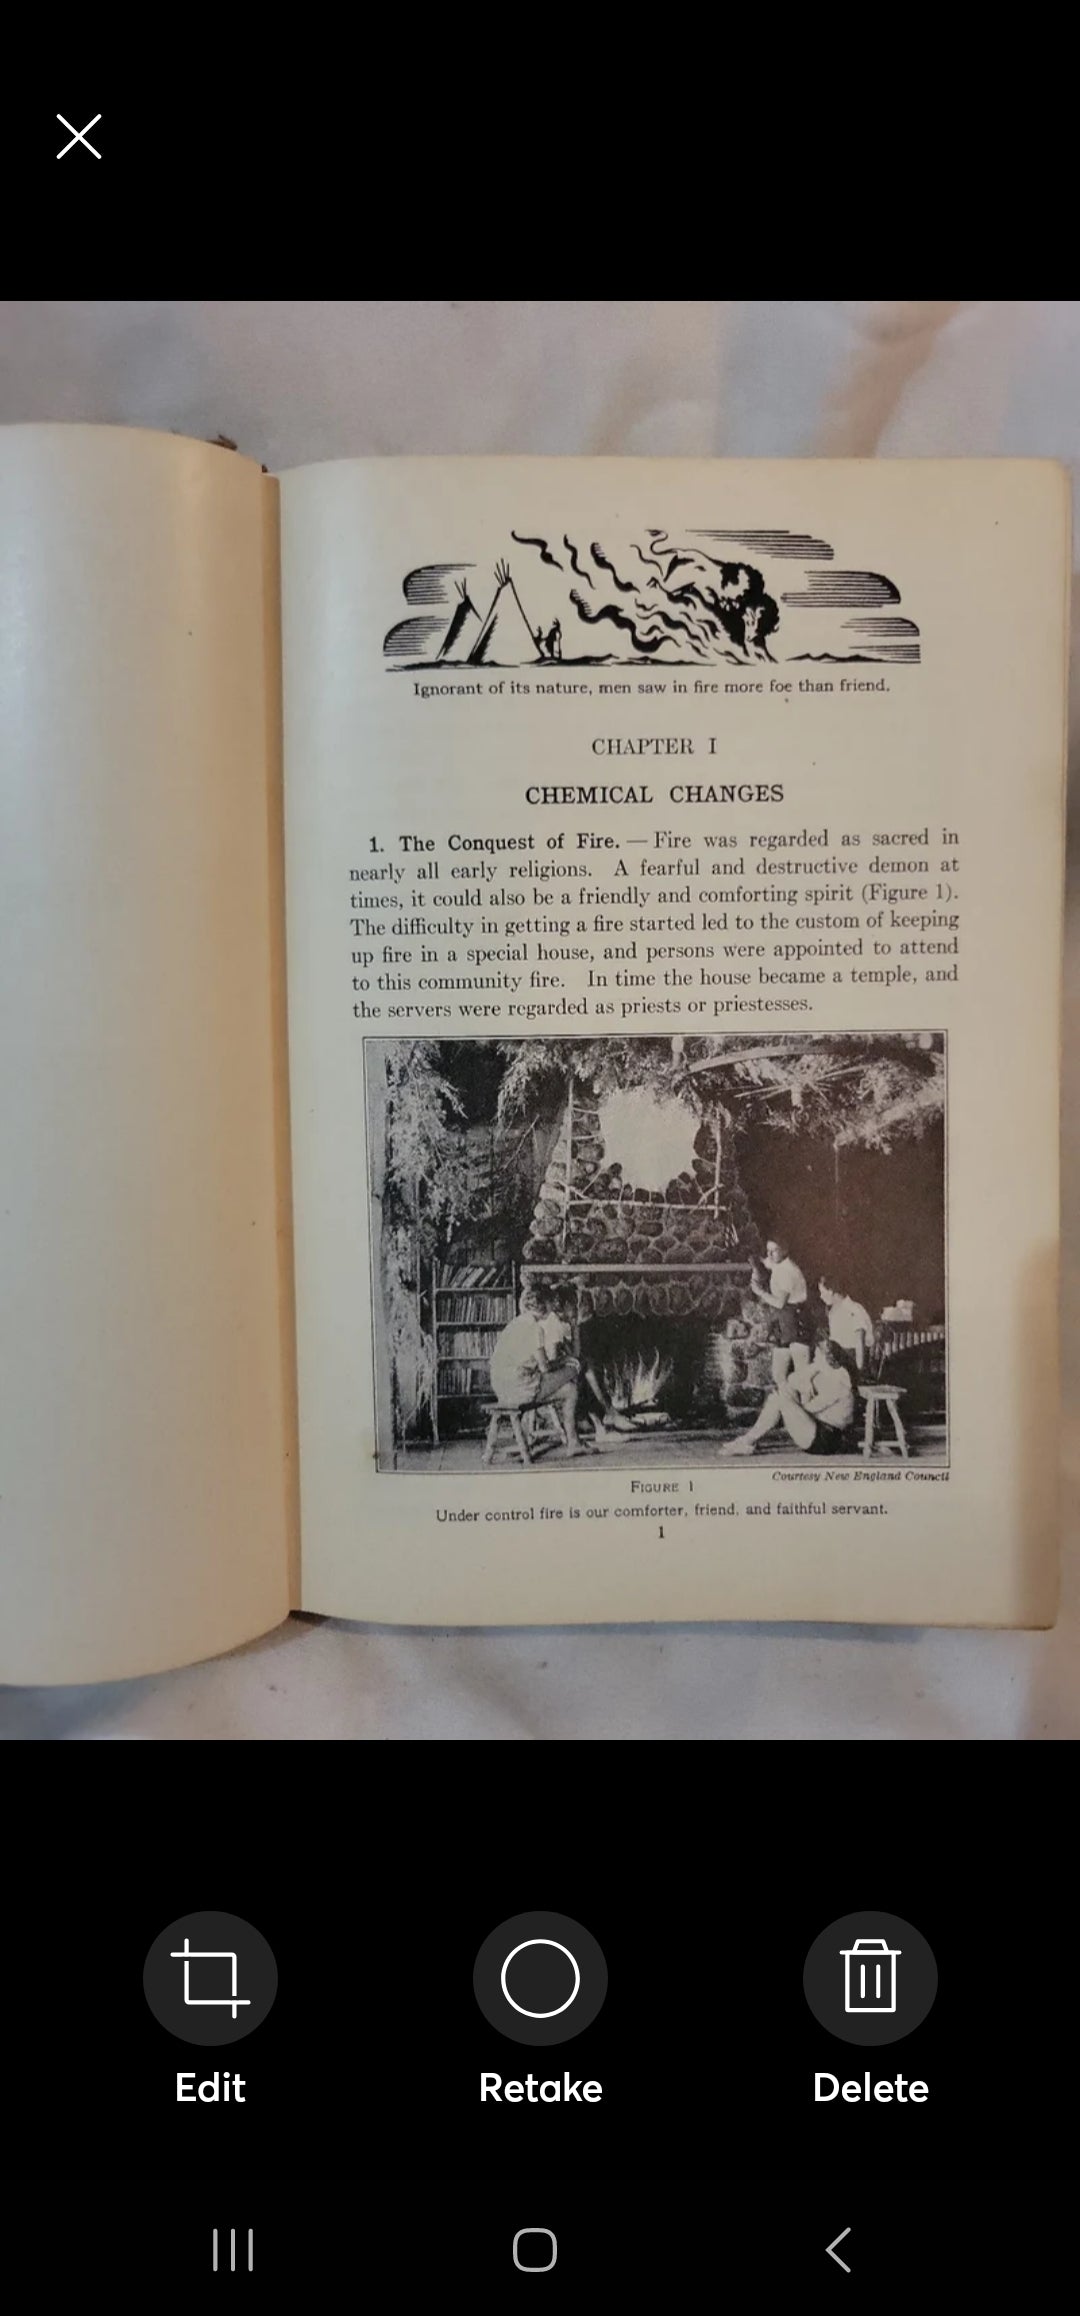 Ignorant of its nature, men saw in fire more foe than friend.
CHAPTER I
CHEMICAL CHANGES
1. The Conquest of Fire. — Fire was regarded as sacred in
nearly all early religions. A fearful and destructive demon at
times, it could also be a friendly and comforting spirit (Figure 1).
The difficulty in getting a fire started led to the custom of keeping
up fire in a special house, and persons were appointed to attend
to this community fire. In time the house became a temple, and
the servers were regarded as priests or priestesses.
Courtesy New England Council
FIGURE 1
Under control fire is our comforter, friend, and faithful servant.
1
Edit
Retake
Delete